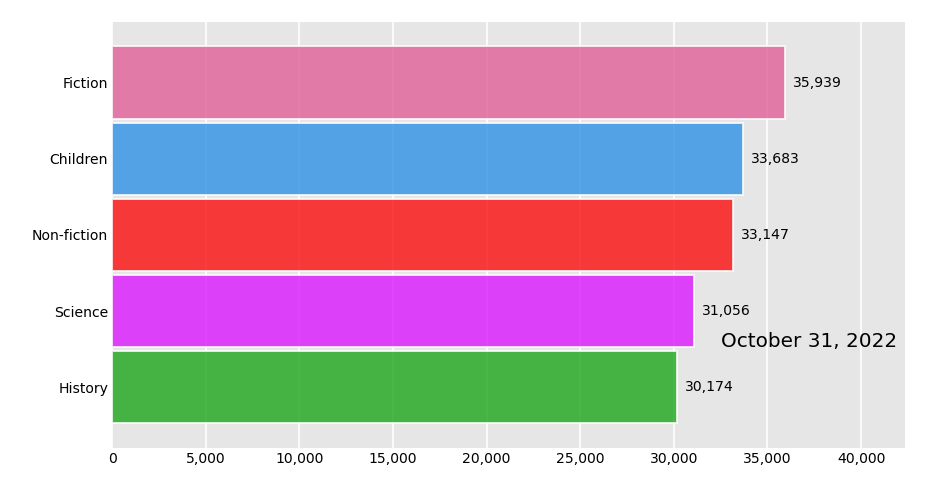 Fiction 35,939
Children 33,683
Non-fiction 33,147
Science 31,056
October 31, 2022
History 30,174
0 5,000 10,000 15,000 20,000 25,000 30,000 35,000 40,000